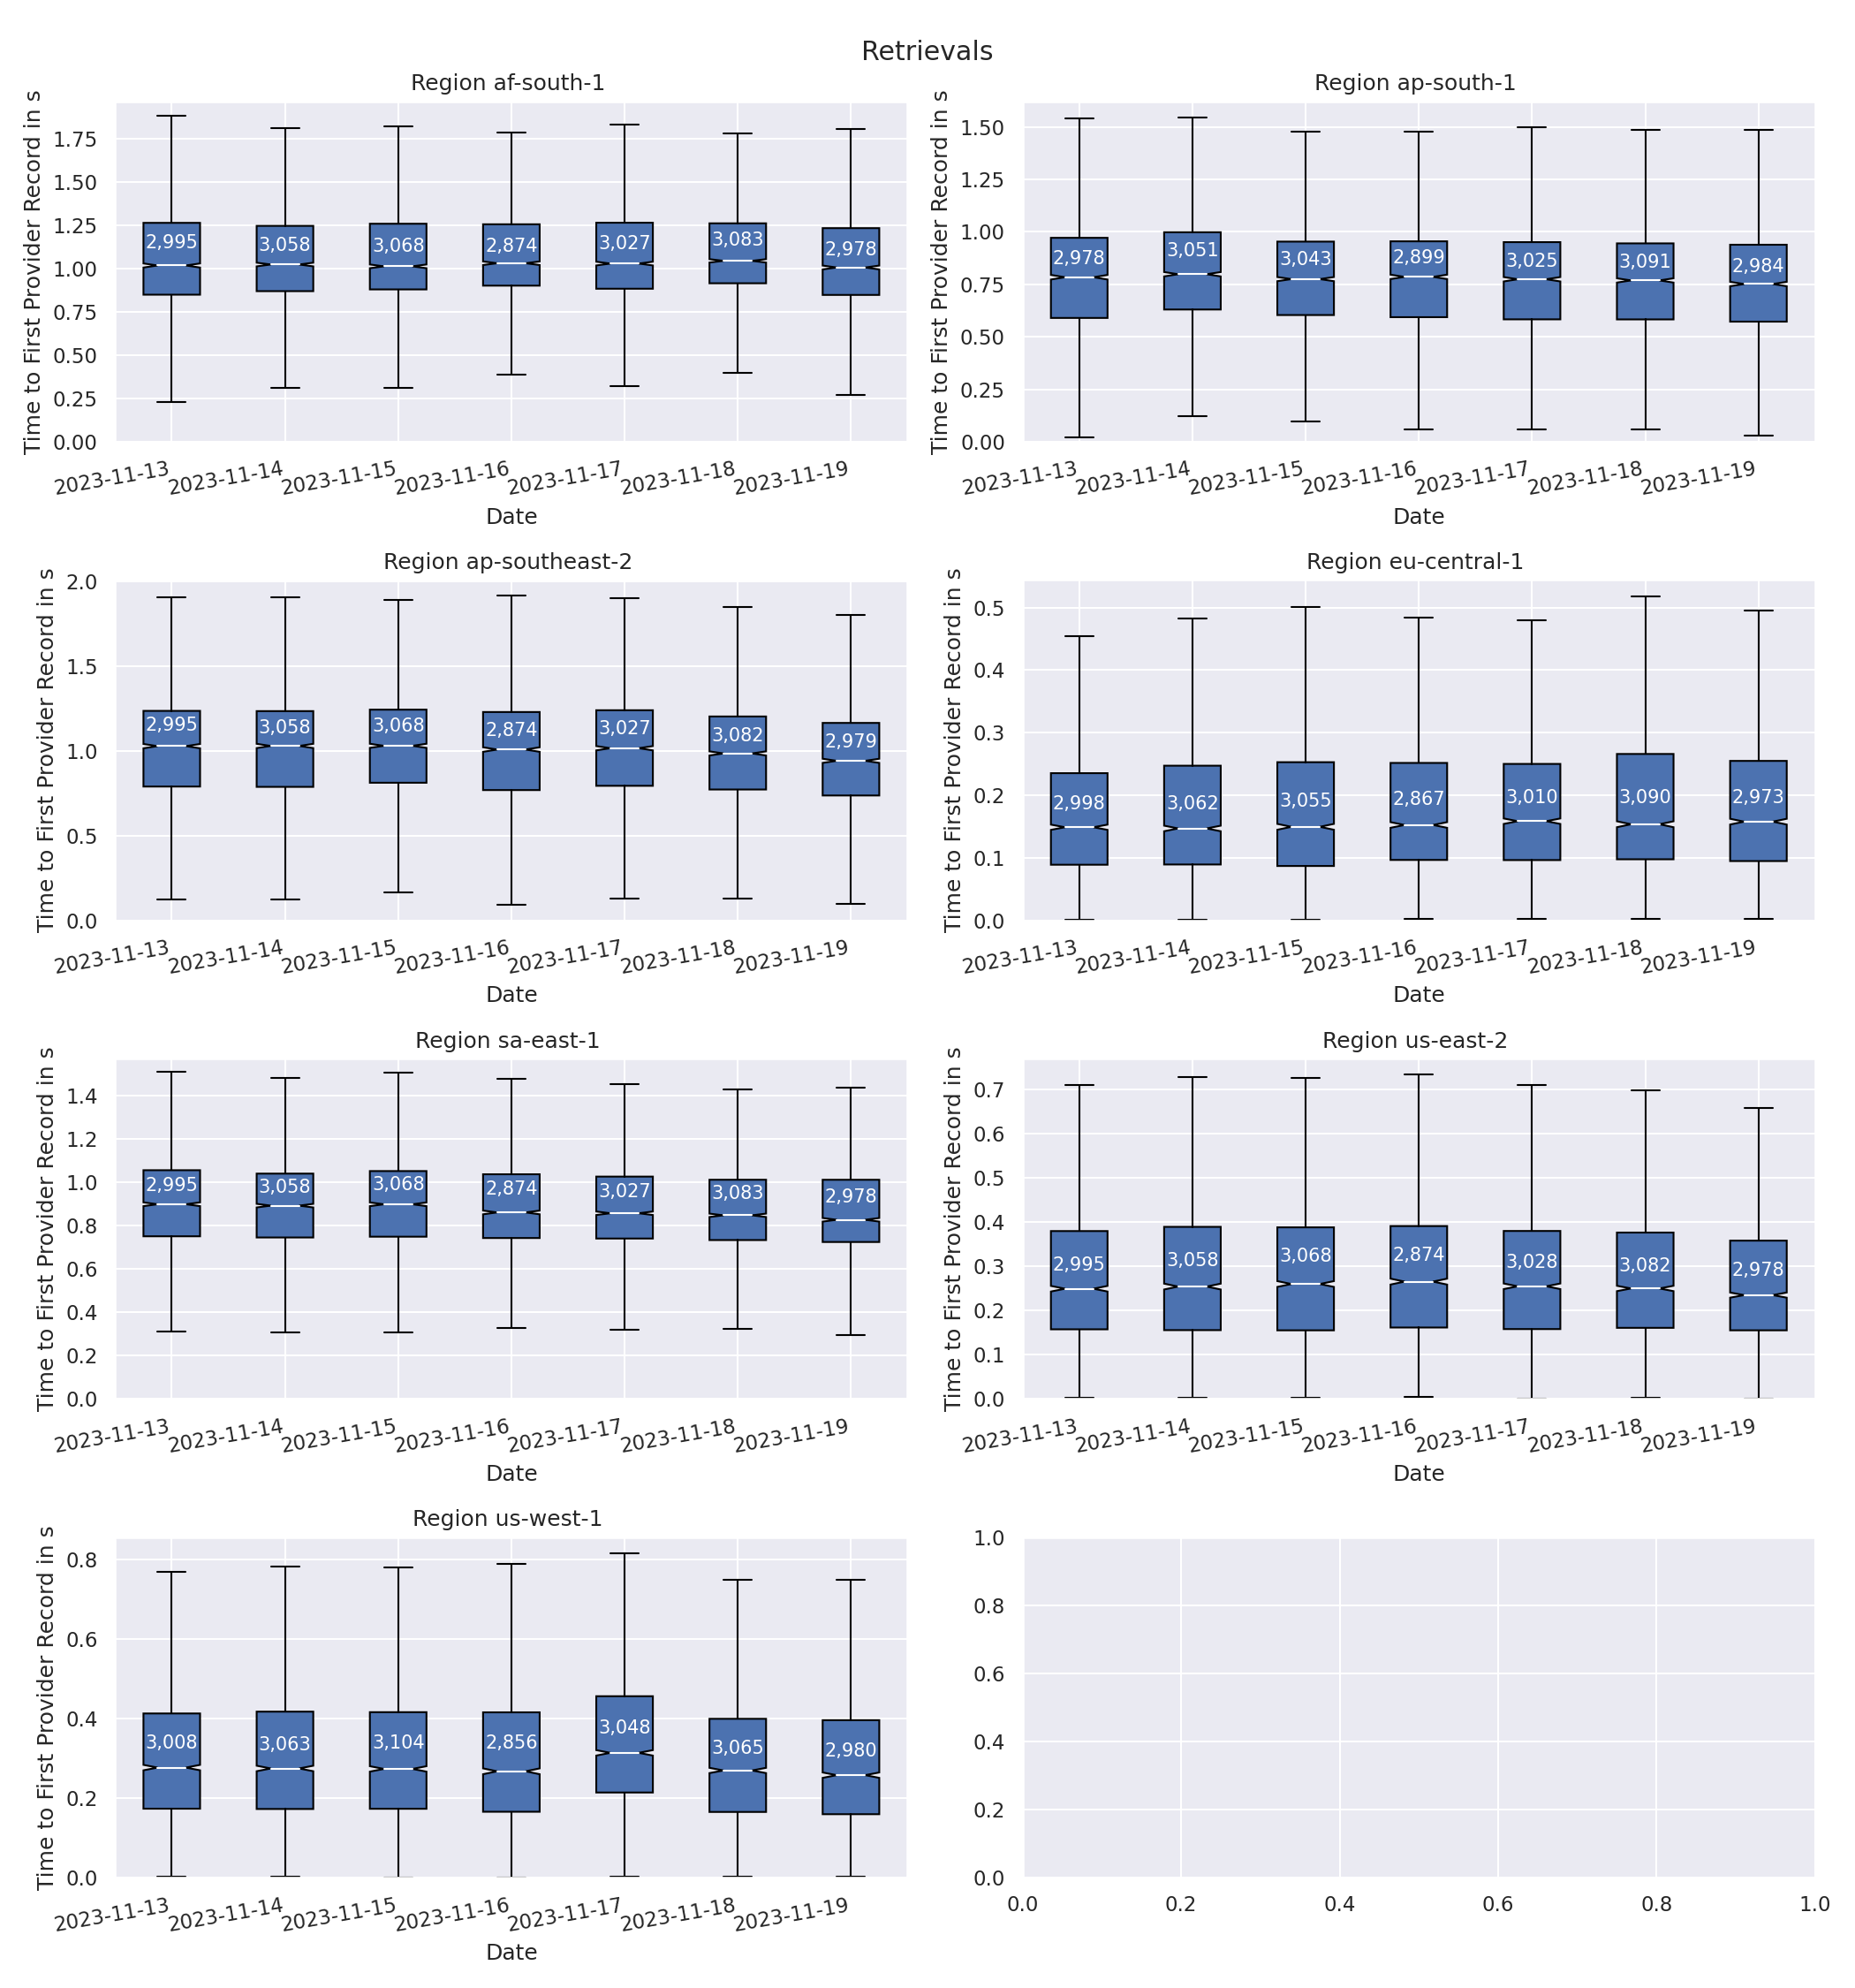 Retrievals
Region af-south-1
Time to First Provider Record in s
1.75
1.50
1.25
1.00
0.75
0.50
0.25
0.00
2,995 3,058 3,068 2,874 3,027 3,083 2,978
2023-11-13 2023-11-14 2023-11-15 2023-11-16 2023-11-17 2023-11-18 2023-11-19
Date
Region ap-south-1
Time to First Provider Record in s
1.50
1.25
1.00
0.75
0.50
0.25
0.00
2,978 3,051 3,043 2,899 3,025 3,091 2,984
2023-11-13 2023-11-14 2023-11-15 2023-11-16 2023-11-17 2023-11-18 2023-11-19
Date
Region ap-southeast-2
Time to First Provider Record in s
2.0
1.5
1.0
0.5
0.0
2,995 3,058 3,068 2,874 3,027 3,082 2,979
2023-11-13 2023-11-14 2023-11-15 2023-11-16 2023-11-17 2023-11-18 2023-11-19
Date
Region eu-central-1
Time to First Provider Record in s
0.5
0.4
0.3
0.2
0.1
0.0
2,998 3,062 3,055 2,867 3,010 3,090 2,973
2023-11-13 2023-11-14 2023-11-15 2023-11-16 2023-11-17 2023-11-18 2023-11-19
Date
Region sa-east-1
Time to First Provider Record in s
1.4
1.2
1.0
0.8
0.6
0.4
0.2
0.0
2,995 3,058 3,068 2,874 3,027 3,083 2,978
2023-11-13 2023-11-14 2023-11-15 2023-11-16 2023-11-17 2023-11-18 2023-11-19
Date
Region us-east-2
Time to First Provider Record in s
0.7
0.6
0.5
0.4
0.3
0.2
0.1
0.0
2,995 3,058 3,068 2,874 3,028 3,082 2,978
2023-11-13 2023-11-14 2023-11-15 2023-11-16 2023-11-17 2023-11-18 2023-11-19
Date
Region us-west-1
Time to First Provider Record in s
0.8
0.6
0.4
0.2
0.0
3,008 3,063 3,104 2,856 3,048 3,065 2,980
2023-11-13 2023-11-14 2023-11-15 2023-11-16 2023-11-17 2023-11-18 2023-11-19
Date
1.0
0.8
0.6
0.4
0.2
0.0
0.0 0.2 0.4 0.6 0.8 1.0